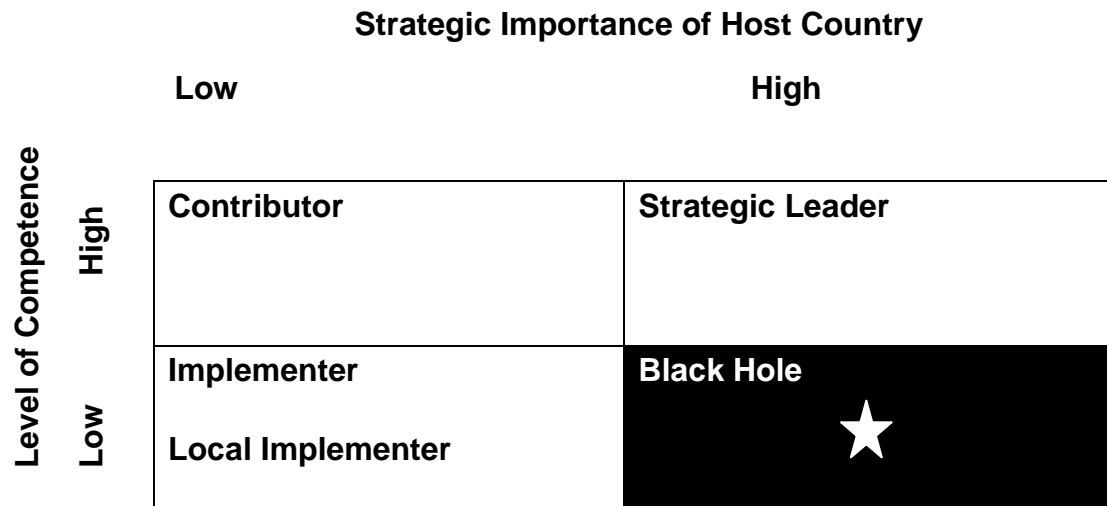 Strategic Importance of Host Country
Low High
Level of Competence
High
Contributor Strategic Leader
Low
Implementer Black Hole
Local Implementer